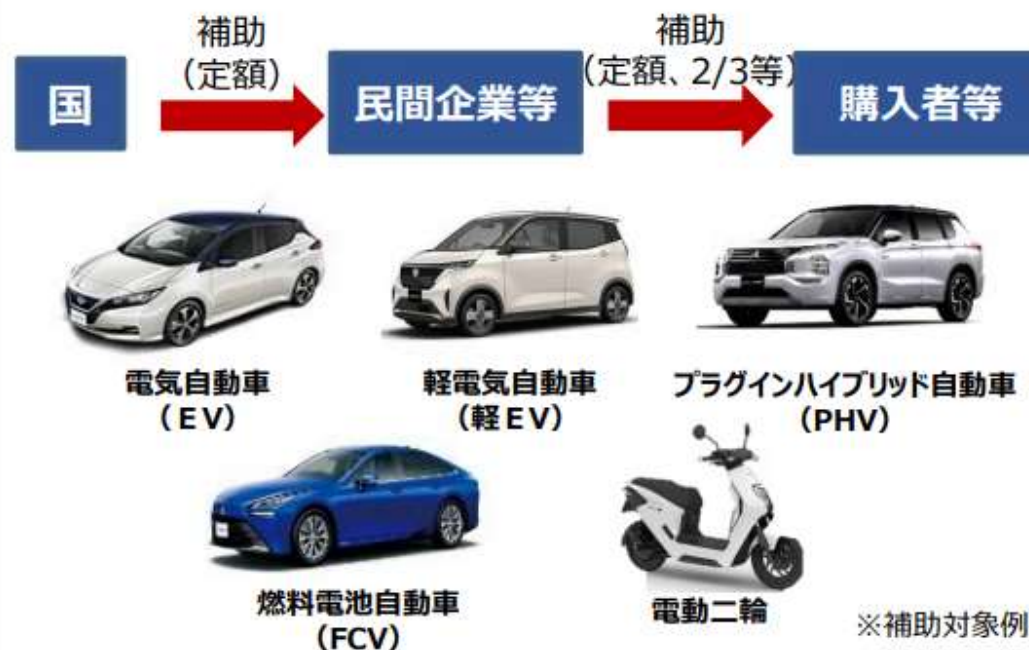 補助
（定額）
補助
（定額、2/3等）
国
民間企業等
購入者等
電気自動車
（ＥＶ）
軽電気自動車
（軽ＥＶ）
プラグインハイブリッド自動車
（PHV）
燃料電池自動車
（FCV）
電動二輪
※補助対象例